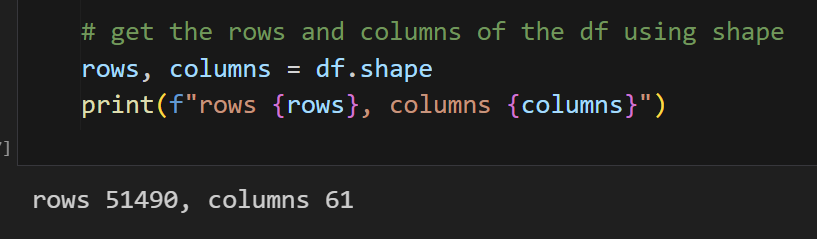 # get the rows and columns of the df using shape
rows, columns = df.shape
print(f"rows {rows}, columns {columns}")
]
rows 51490, columns 61